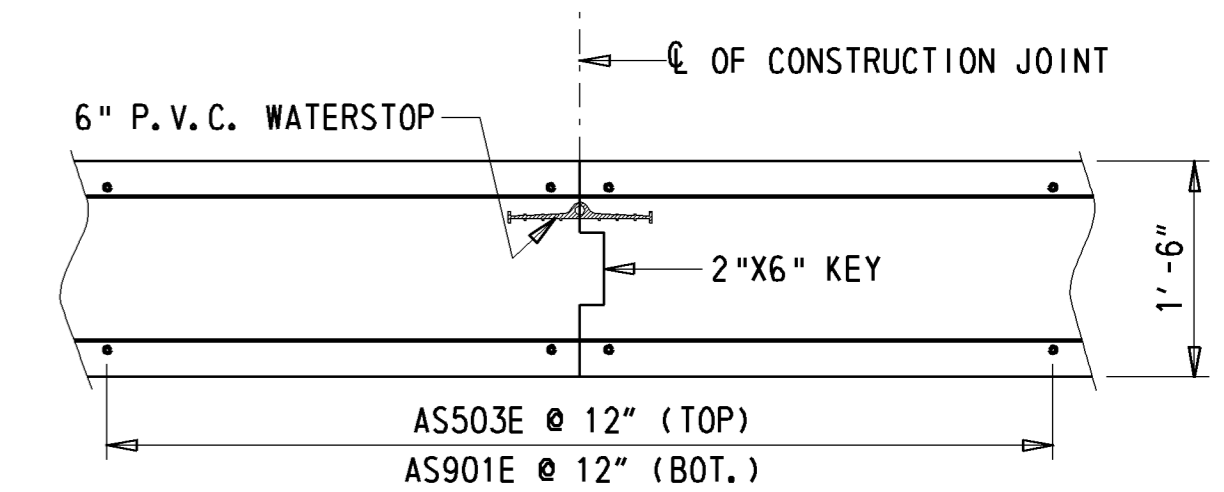 ℄ OF CONSTRUCTION JOINT
6" P.V.C. WATERSTOP
2"X6" KEY
1'-6"
AS503E @ 12" (TOP)
AS901E @ 12" (BOT.)